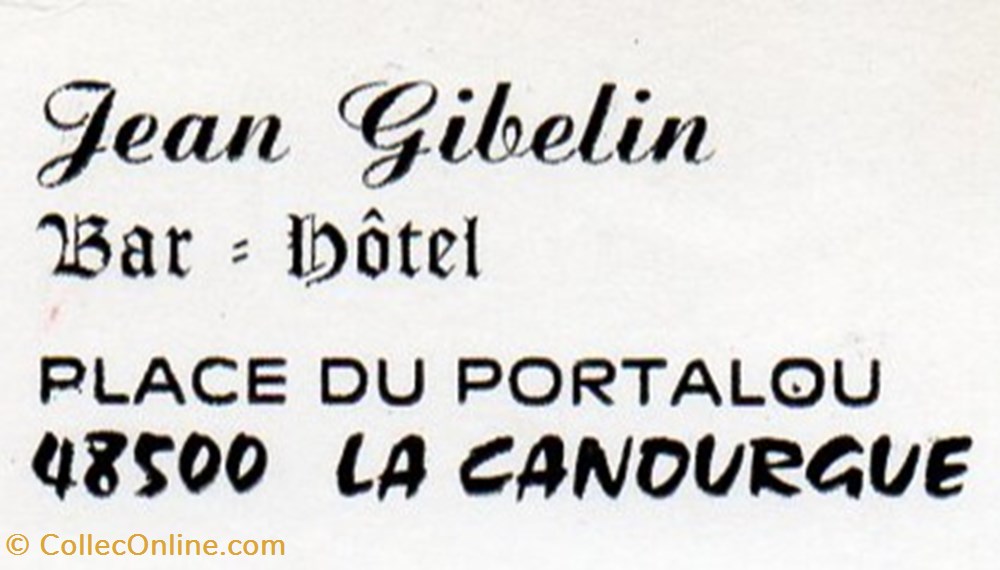 Jean Gibelin
Bar = Hôtel
PLACE DU PORTALOU
48500 LA CANOURGUE
© CollecOnline.com